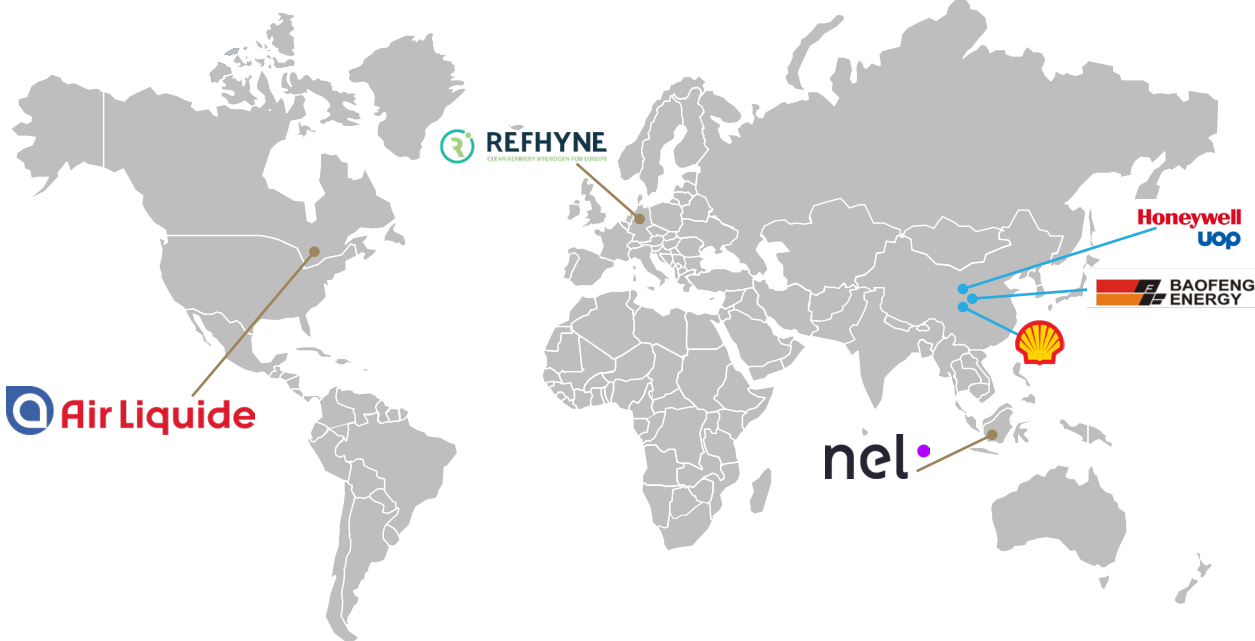 REFHYNE
CLEAN REFINERY HYDROGEN FOR EUROPE
Honeywell
uop
BAOFENG
ENERGY
Air Liquide
nel